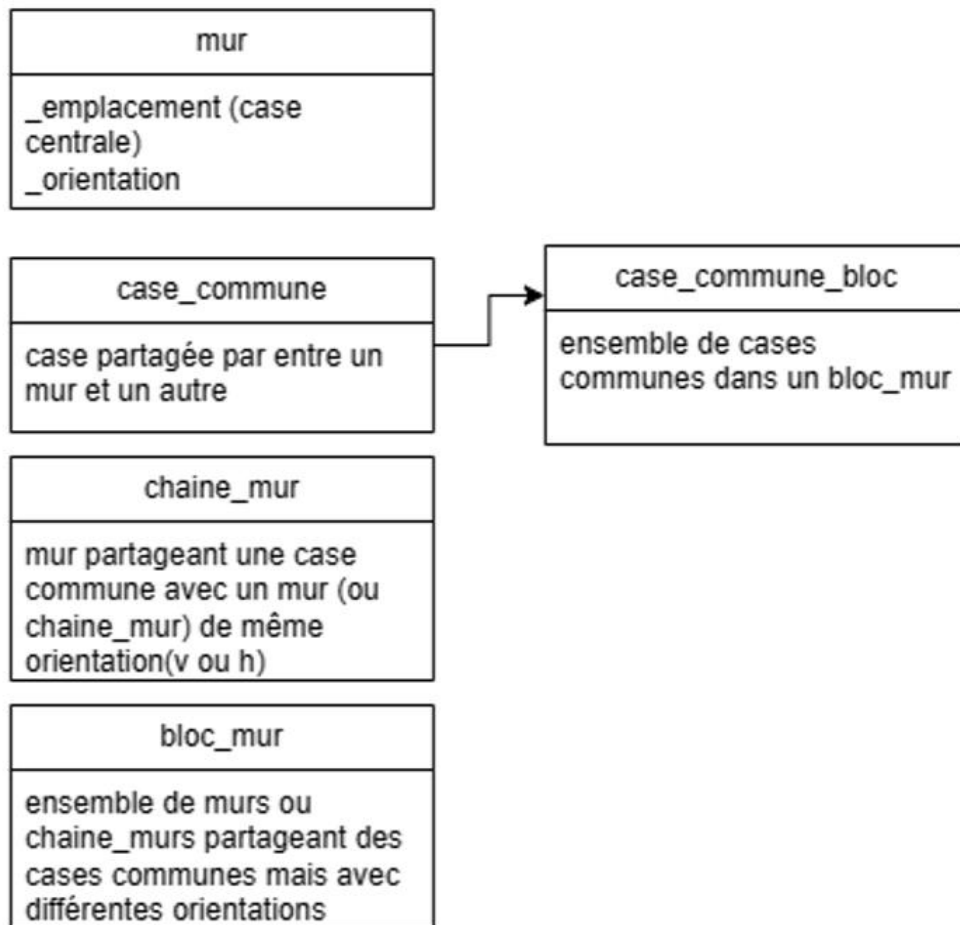 mur
_emplacement (case
centrale)
_orientation
case_commune
case partagée par entre un
mur et un autre
case_commune_bloc
ensemble de cases
communes dans un bloc_mur
chaine_mur
mur partageant une case
commune avec un mur (ou
chaine_mur) de même
orientation(v ou h)
bloc_mur
ensemble de murs ou
chaine_murs partageant des
cases communes mais avec
différentes orientations